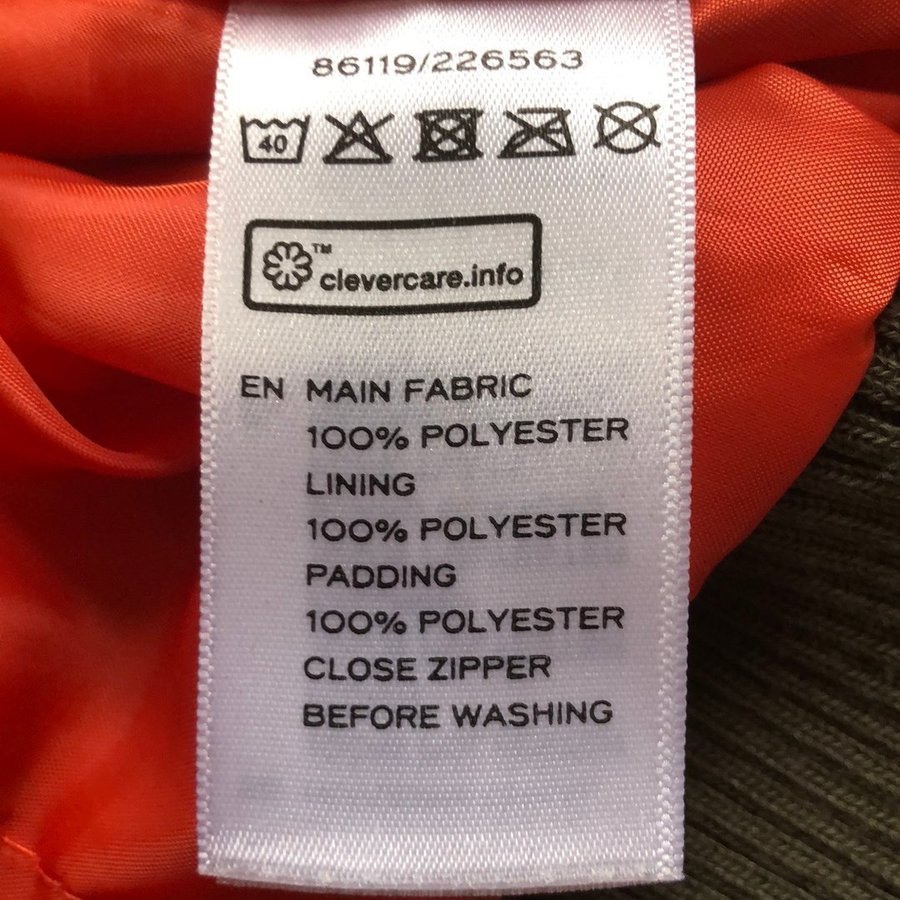 86119/226563
40
™
clevercare.info
EN MAIN FABRIC
100% POLYESTER
LINING
100% POLYESTER
PADDING
100% POLYESTER
CLOSE ZIPPER
BEFORE WASHING